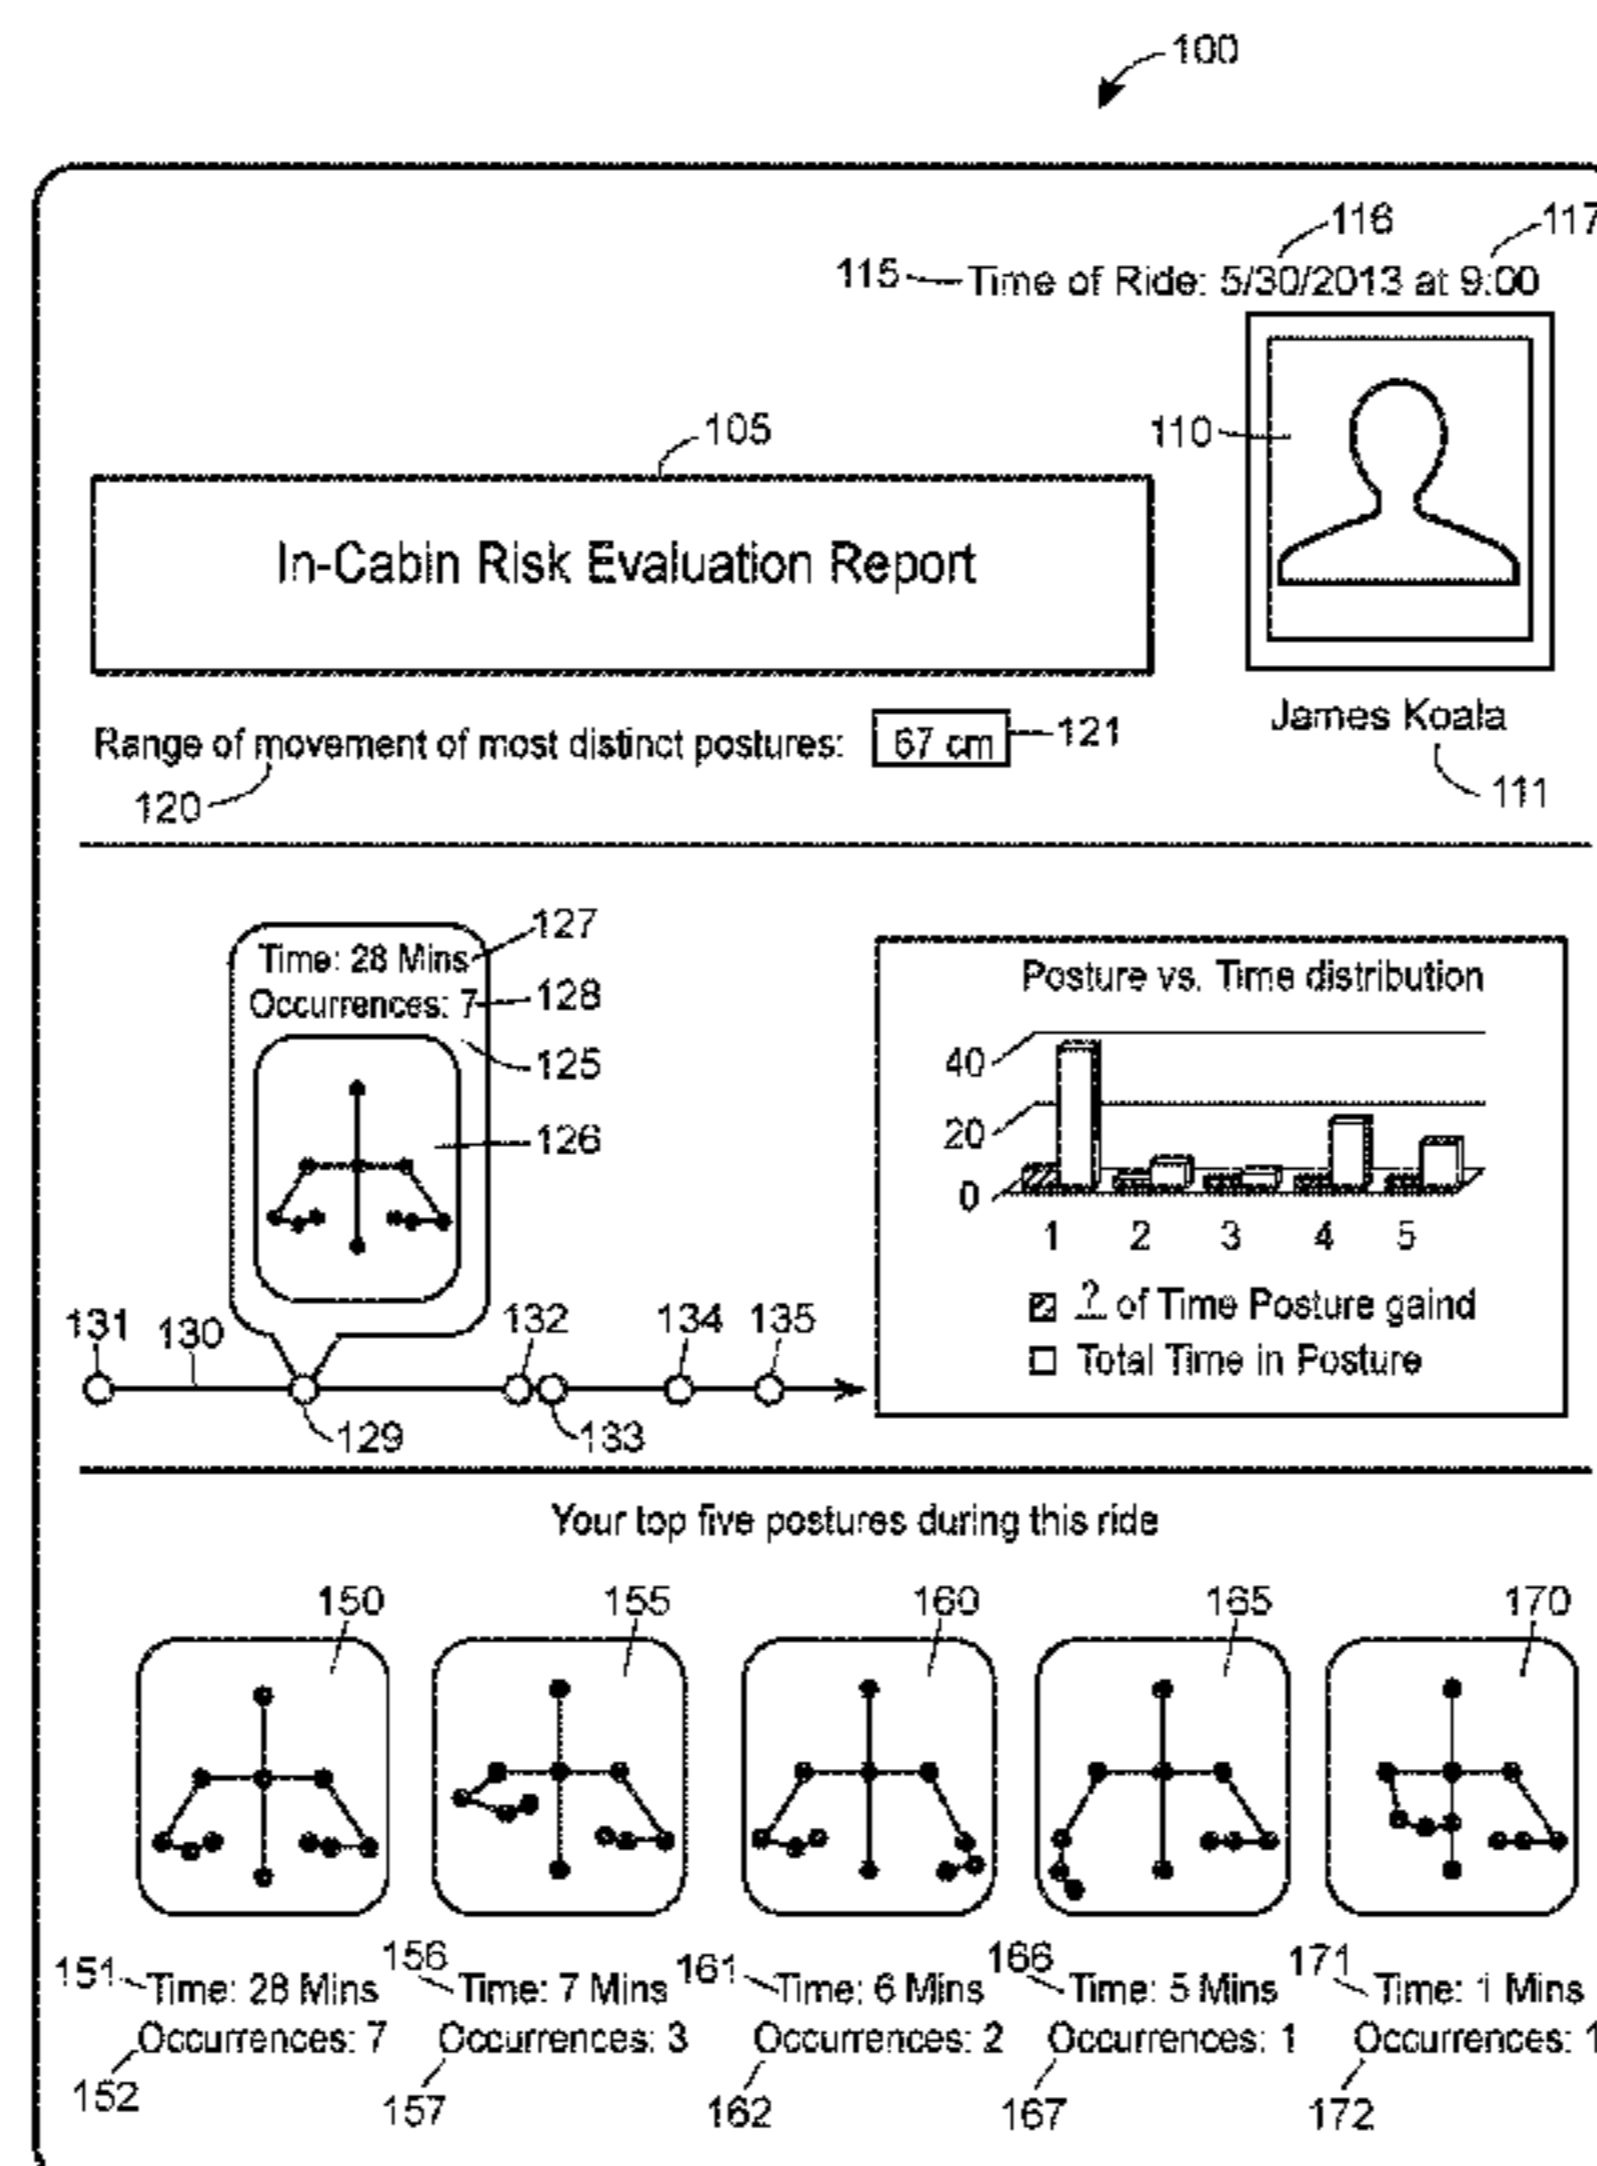 100
116
117
115 Time of Ride: 5/30/2013 at 9:00
105
110
In-Cabin Risk Evaluation Report
James Koala
Range of movement of most distinct postures: 67 cm 121
120
111
Time: 28 Mins 127
Occurrences: 7 128
125
126
Posture vs. Time distribution
40
20
0
1 2 3 4 5
? of Time Posture gaind
Total Time in Posture
131 130 132 134 135
129 133
Your top five postures during this ride
150 155 160 165 170
151 Time: 28 Mins 156 Time: 7 Mins 161 Time: 6 Mins 166 Time: 5 Mins 171 Time: 1 Mins
Occurrences: 7 Occurrences: 3 Occurrences: 2 Occurrences: 1 Occurrences: 1
152 157 162 167 172